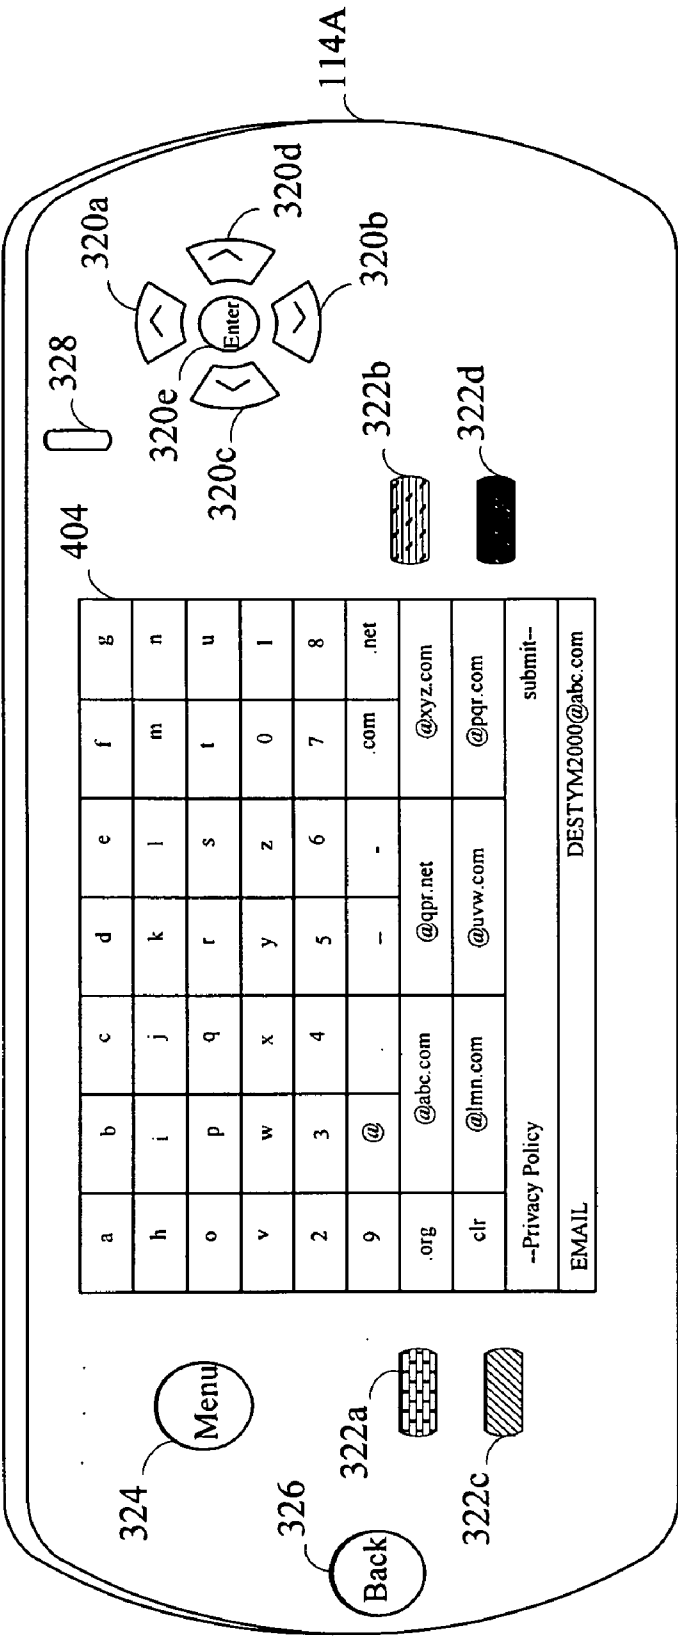 114A
320a
320d
328
320e
Enter
320b
320c
404
322b
322d
a b c d e f g
h i j k l m n
o p q r s t u
v w x y z 0 1
2 3 4 5 6 7 8
9 @ . -- - .com .net
.org @abc.com @qpr.net @xyz.com
clr @lmn.com @uvw.com @pqr.com
--Privacy Policy submit--
EMAIL DESTYM2000@abc.com
324
Menu
322a
326
Back
322c